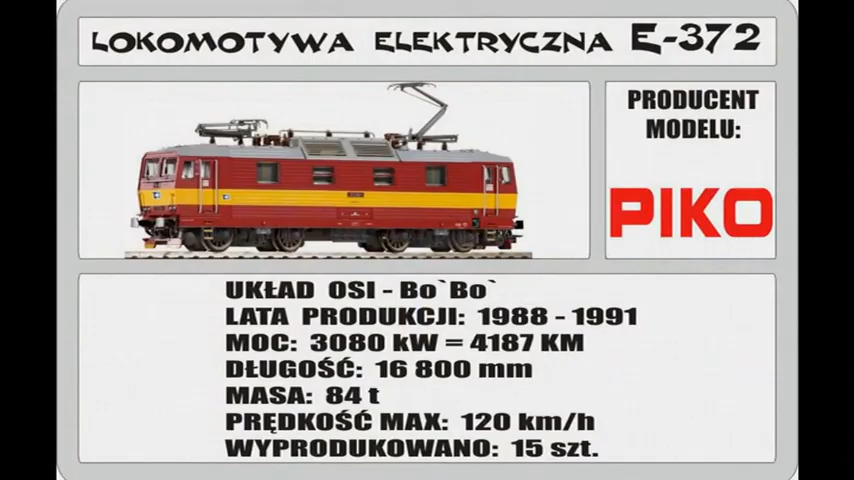 LOKOMOTYWA ELEKTRYCZNA E-372
PRODUCENT
MODELU:
PIKO
UKŁAD OSI - Bo`Bo`
LATA PRODUKCJI: 1988 - 1991
MOC: 3080 kW = 4187 KM
DŁUGOŚĆ: 16 800 mm
MASA: 84 t
PRĘDKOŚĆ MAX: 120 km/h
WYPRODUKOWANO: 15 szt.